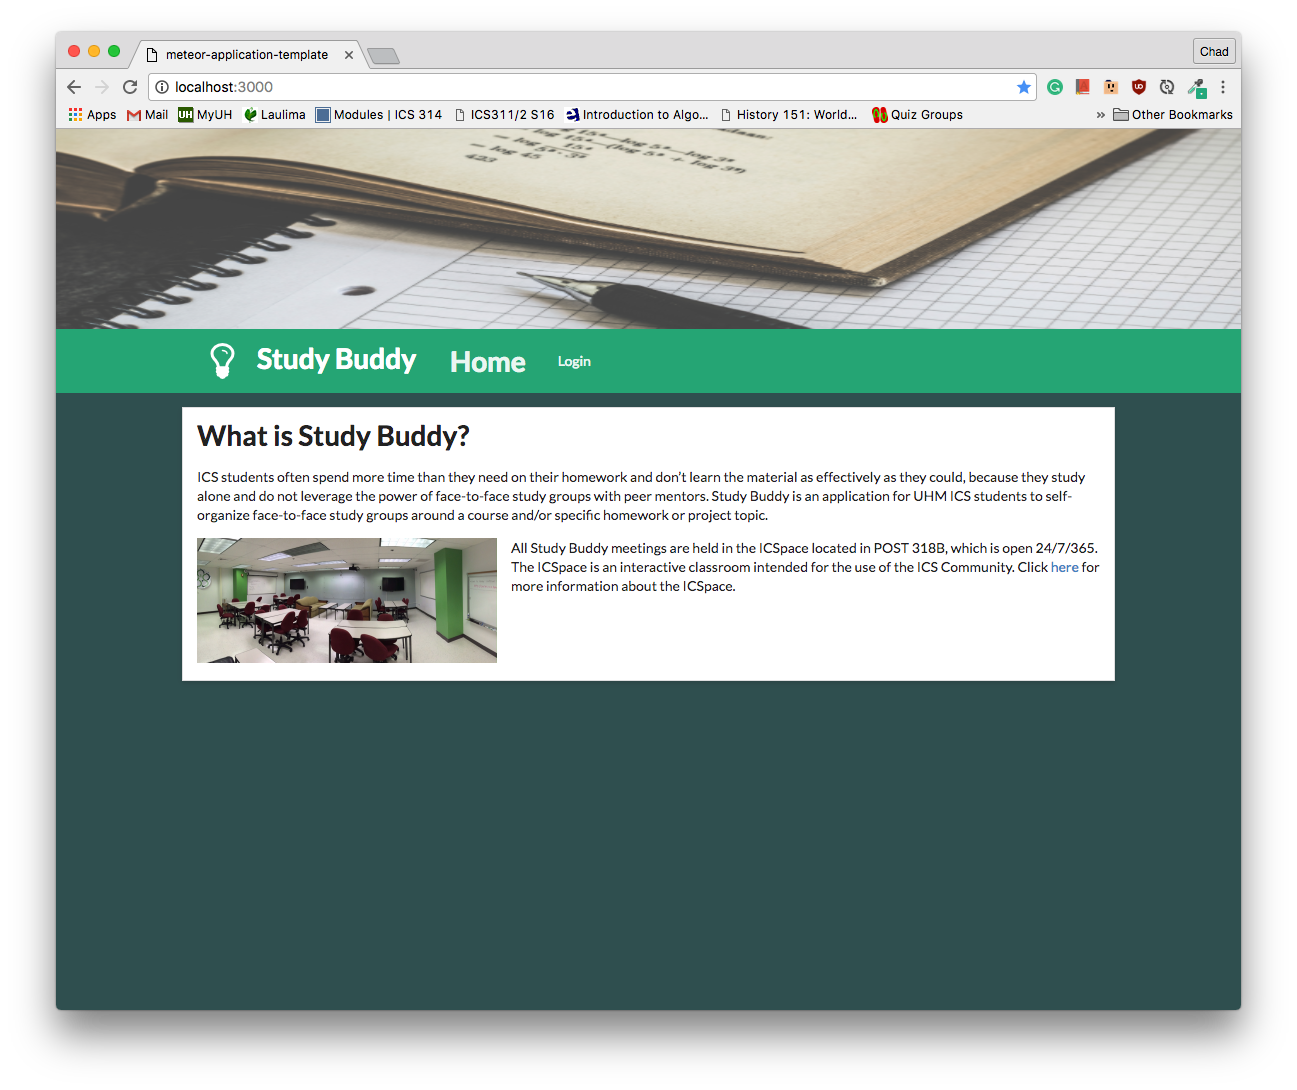 meteor-application-template
Chad
localhost:3000
Apps Mail MyUH Laulima Modules | ICS 314 ICS311/2 S16 Introduction to Algo... History 151: World... Quiz Groups » Other Bookmarks
423
Study Buddy Home Login
What is Study Buddy?
ICS students often spend more time than they need on their homework and don't learn the material as effectively as they could, because they study
alone and do not leverage the power of face-to-face study groups with peer mentors. Study Buddy is an application for UHM ICS students to self-
organize face-to-face study groups around a course and/or specific homework or project topic.
All Study Buddy meetings are held in the ICSpace located in POST 318B, which is open 24/7/365.
The ICSpace is an interactive classroom intended for the use of the ICS Community. Click here for
more information about the ICSpace.